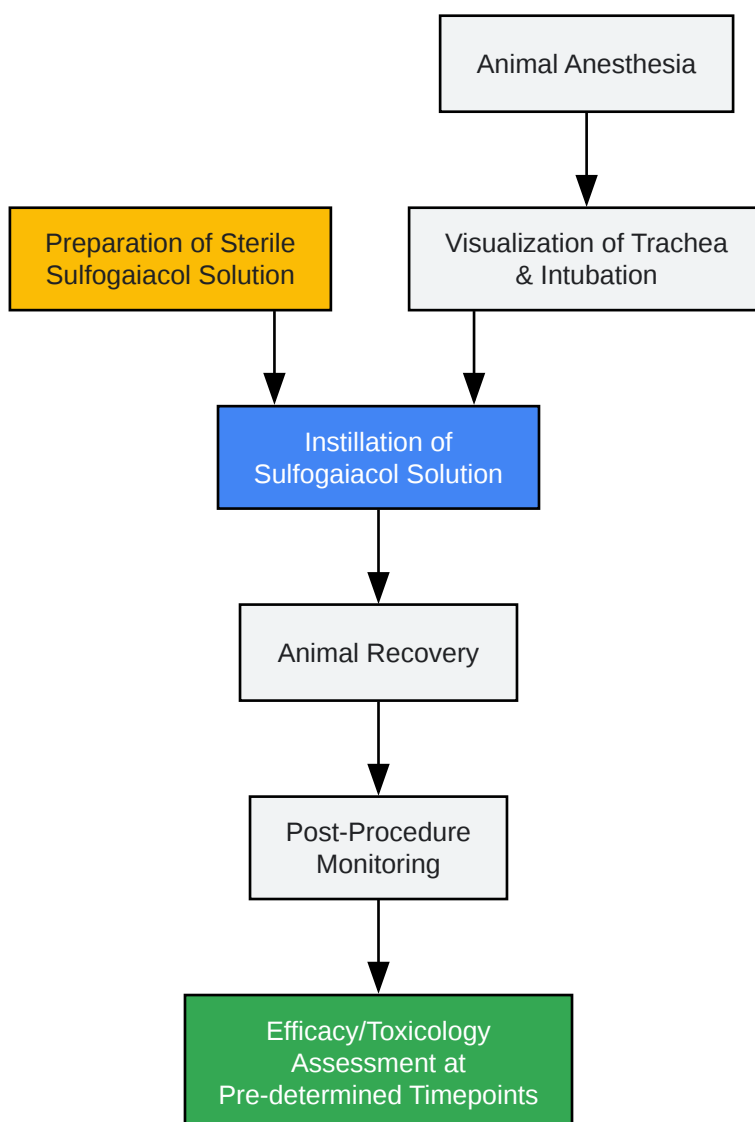 Animal Anesthesia
Preparation of Sterile
Sulfogaiacol Solution
Visualization of Trachea
& Intubation
Instillation of
Sulfogaiacol Solution
Animal Recovery
Post-Procedure
Monitoring
Efficacy/Toxicology
Assessment at
Pre-determined Timepoints